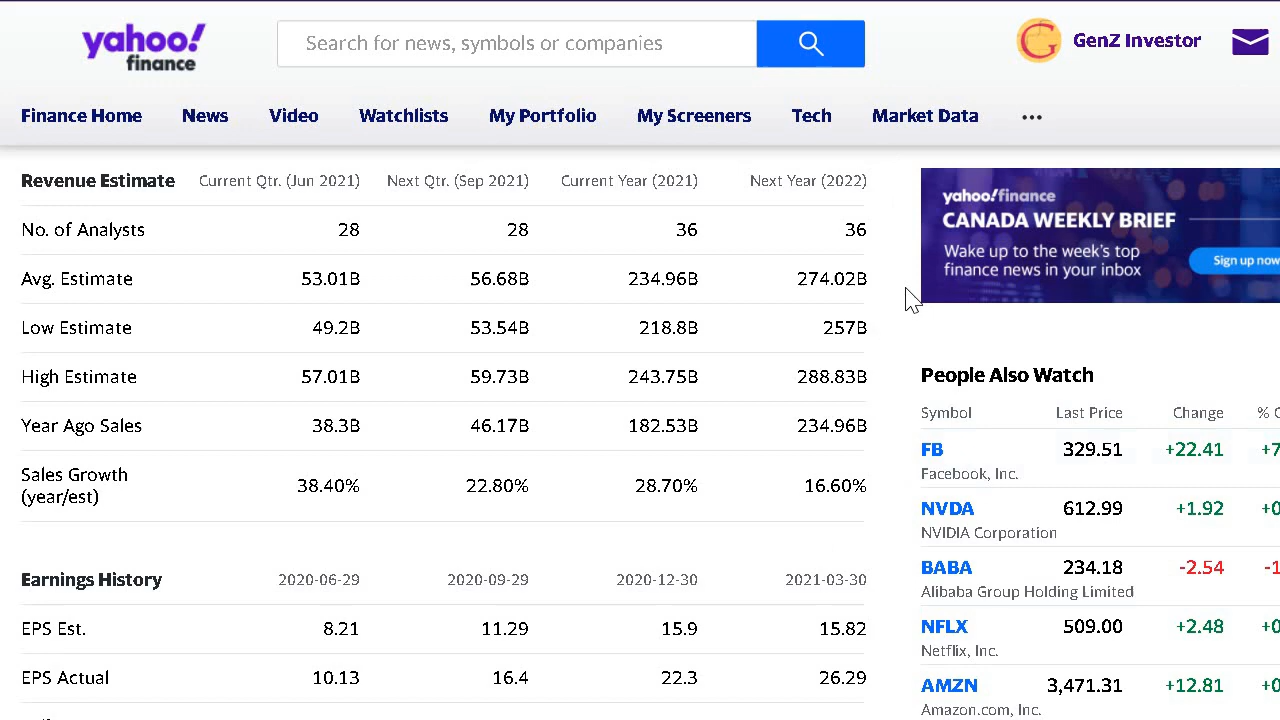 yahoo!
finance
Search for news, symbols or companies
GenZ Investor
Finance Home News Video Watchlists My Portfolio My Screeners Tech Market Data ...
Revenue Estimate Current Qtr. (Jun 2021) Next Qtr. (Sep 2021) Current Year (2021) Next Year (2022)
No. of Analysts 28 28 36 36
Avg. Estimate 53.01B 56.68B 234.96B 274.02B
Low Estimate 49.2B 53.54B 218.8B 257B
High Estimate 57.01B 59.73B 243.75B 288.83B
Year Ago Sales 38.3B 46.17B 182.53B 234.96B
Sales Growth
(year/est) 38.40% 22.80% 28.70% 16.60%
Earnings History 2020-06-29 2020-09-29 2020-12-30 2021-03-30
EPS Est. 8.21 11.29 15.9 15.82
EPS Actual 10.13 16.4 22.3 26.29
yahoo!finance
CANADA WEEKLY BRIEF
Wake up to the week's top
finance news in your inbox
Sign up now
People Also Watch
Symbol Last Price Change %
FB 329.51 +22.41 +7
Facebook, Inc.
NVDA 612.99 +1.92 +0
NVIDIA Corporation
BABA 234.18 -2.54 -1
Alibaba Group Holding Limited
NFLX 509.00 +2.48 +0
Netflix, Inc.
AMZN 3,471.31 +12.81 +0
Amazon.com, Inc.